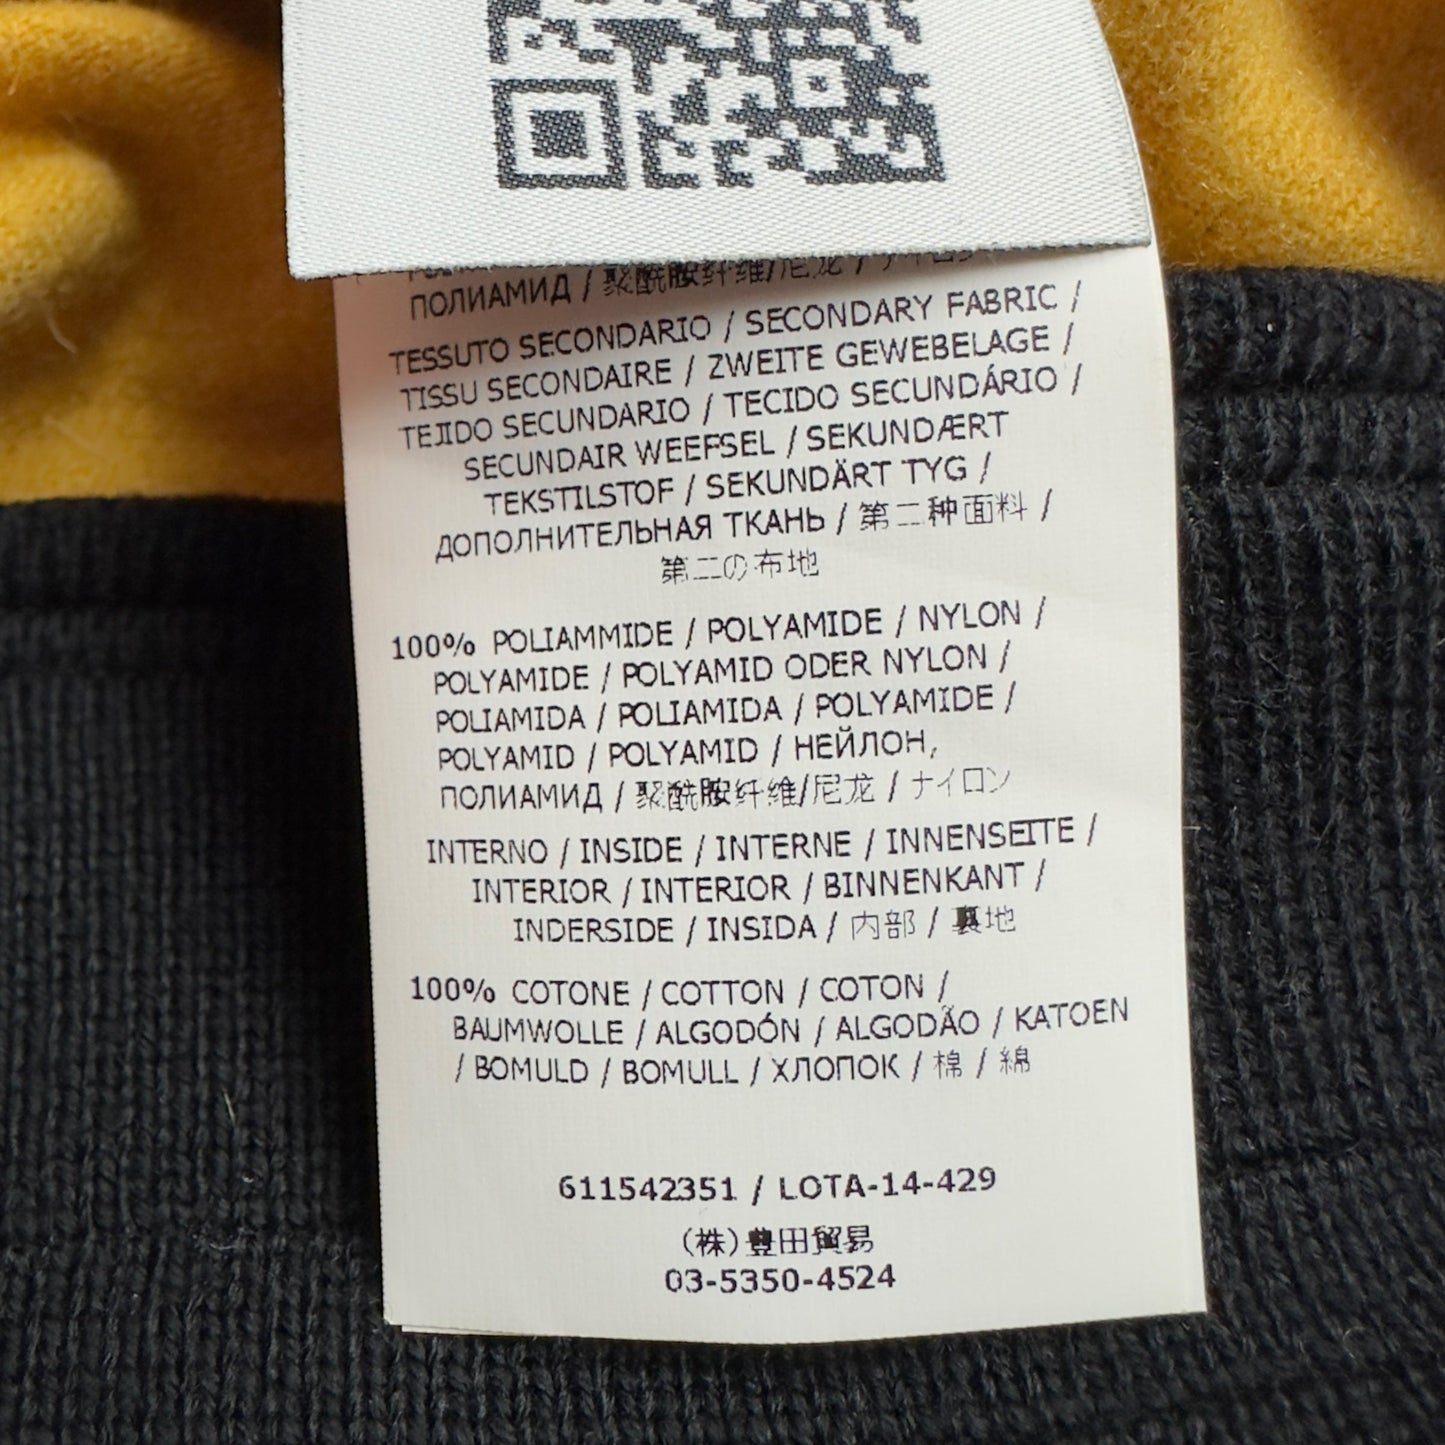 ПОЛИАМИД / 聚酰胺纤维/尼龙 / ナイロン
TESSUTO SECONDARIO / SECONDARY FABRIC /
TISSU SECONDAIRE / ZWEITE GEWEBELAGE /
TEJIDO SECUNDARIO / TECIDO SECUNDÁRIO /
SECUNDAIR WEEFSEL / SEKUNDÆRT
TEKSTILSTOF / SEKUNDÄRT TYG /
ДОПОЛНИТЕЛЬНАЯ ТКАНЬ / 第二种面料 /
第二の布地
100% POLIAMMIDE / POLYAMIDE / NYLON /
POLYAMIDE / POLYAMID ODER NYLON /
POLIAMIDA / POLIAMIDA / POLYAMIDE /
POLYAMID / POLYAMID / НЕЙЛОН,
ПОЛИАМИД / 聚酰胺纤维/尼龙 / ナイロン
INTERNO / INSIDE / INTERNE / INNENSEITE /
INTERIOR / INTERIOR / BINNENKANT /
INDERSIDE / INSIDA / 内部 / 裏地
100% COTONE / COTTON / COTON /
BAUMWOLLE / ALGODÓN / ALGODÃO / KATOEN
/ BOMULD / BOMULL / ХЛОПОК / 棉 / 綿
611542351 / LOTA-14-429
(株)豊田貿易
03-5350-4524